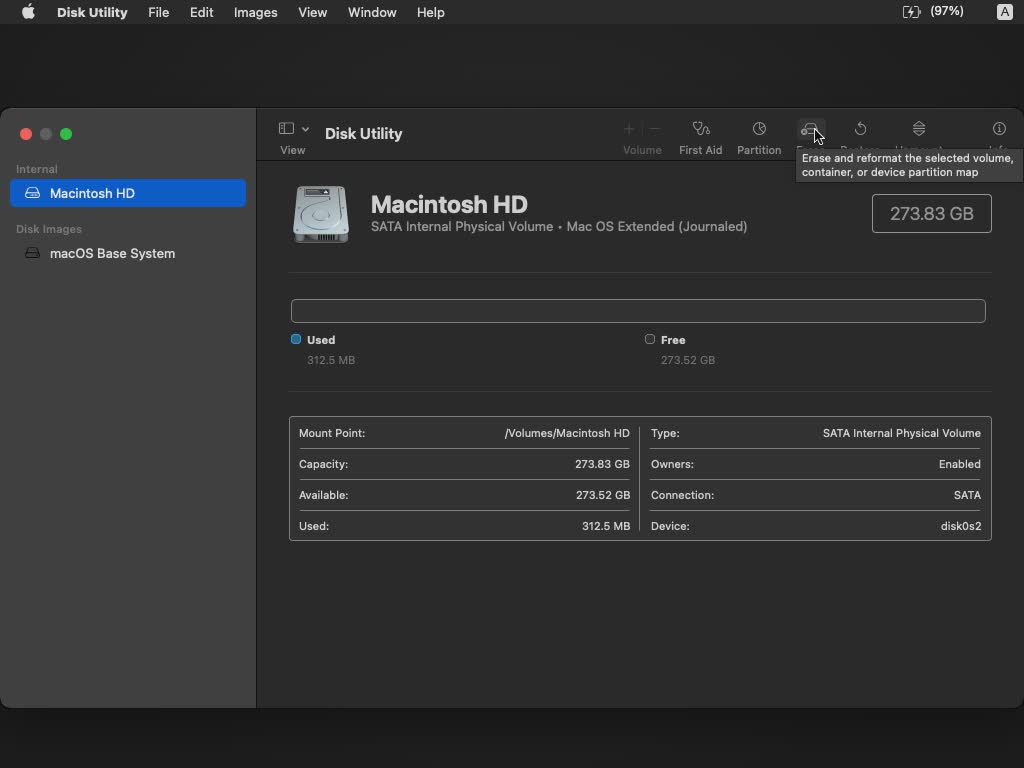 Disk Utility File Edit Images View Window Help (97%) A
Disk Utility
View Volume First Aid Partition
Erase and reformat the selected volume,
container, or device partition map
Internal
Macintosh HD
Disk Images
macOS Base System
Macintosh HD
SATA Internal Physical Volume • Mac OS Extended (Journaled)
273.83 GB
Used
312.5 MB
Free
273.52 GB
Mount Point: /Volumes/Macintosh HD
Capacity: 273.83 GB
Available: 273.52 GB
Used: 312.5 MB
Type: SATA Internal Physical Volume
Owners: Enabled
Connection: SATA
Device: disk0s2